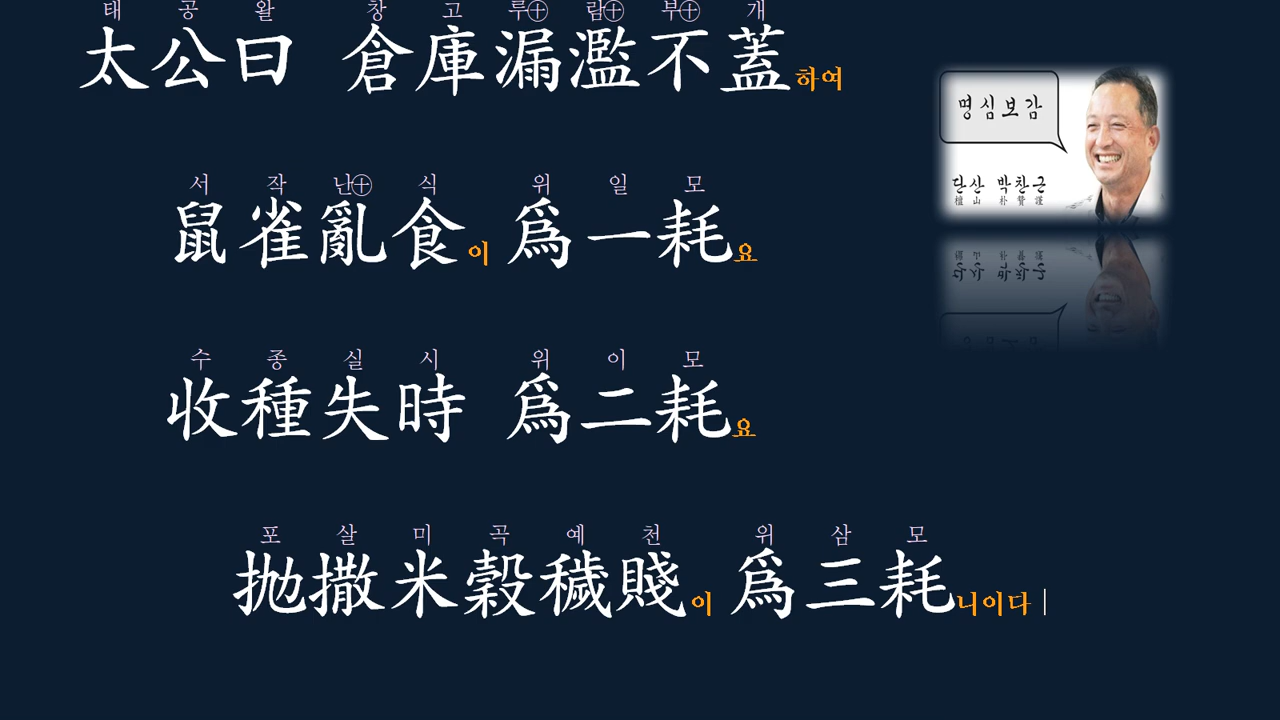 태 공 왈 창 고 루㊉ 람㊉ 부㊉ 개
太公曰 倉庫漏濫不蓋하여
서 작 난㊉ 식 위 일 모
鼠雀亂食이 爲一耗요
수 종 실 시 위 이 모
收種失時 爲二耗요
포 살 미 곡 예 천 위 삼 모
抛撒米穀穢賤이 爲三耗니이다
명심보감
단산 박찬근
檀山 朴贊謹